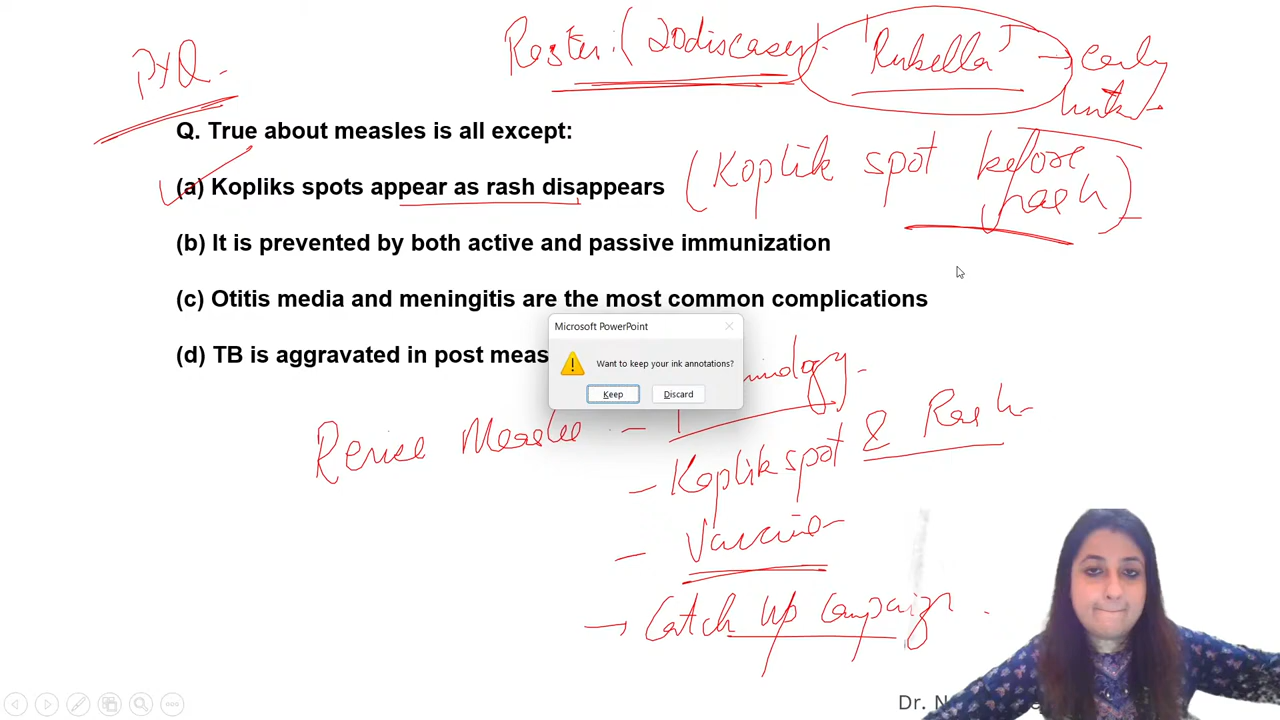 PYQ.
Roster: (20diseases). "Rubella" → early
winter.
Q. True about measles is all except:
(a) Kopliks spots appear as rash disappears (Koplik spot before
rash)
(b) It is prevented by both active and passive immunization
(c) Otitis media and meningitis are the most common complications
Microsoft PowerPoint
(d) TB is aggravated in post meas
Want to keep your ink annotations?
Keep Discard
Revise Measles -
- Koplik spot & Rash
- Vaccine
→ Catch up campaign.
Dr. N